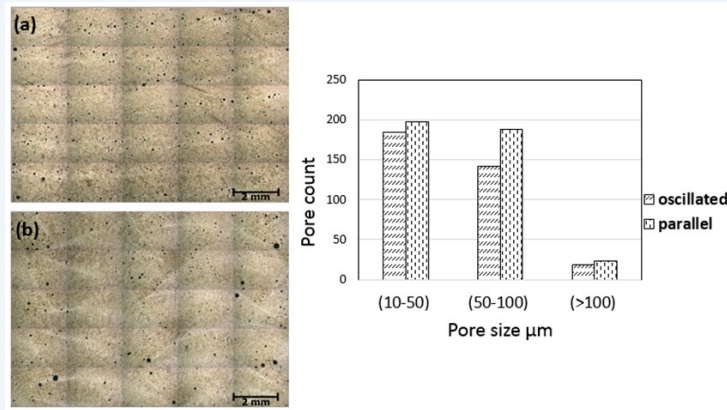 (a)
2 mm
(b)
2 mm
250
200
150
100
50
0
Pore count
(10-50) (50-100) (>100)
Pore size µm
oscillated
parallel